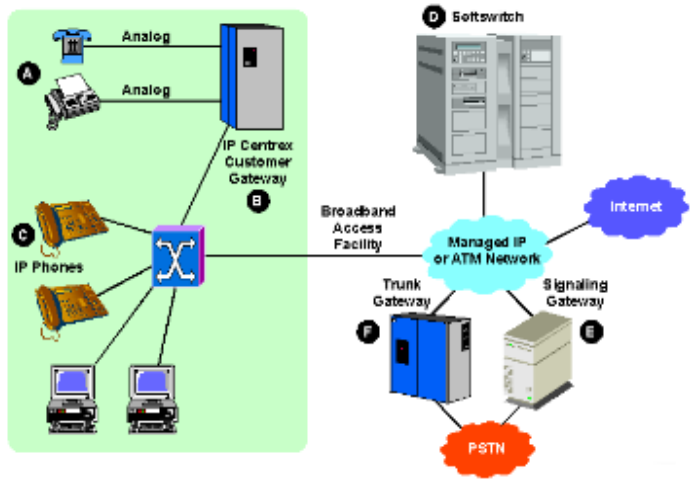 D Softswitch
Analog
A
Analog
IP Centrex
Customer
Gateway
B
C
IP Phones
Broadband
Access
Facility
Internet
Managed IP
or ATM Network
Trunk
Gateway
Signaling
Gateway
F
E
PSTN